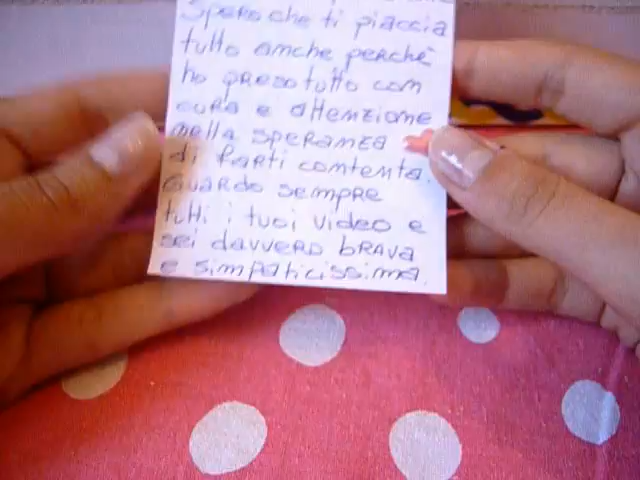 Spero che ti piaccia
tutto anche perchè
ho preso tutto con
cura e attenzione
nella speranza
di farti contenta.
Guardo sempre
tutti i tuoi video e
sei davvero brava
e simpaticissima.